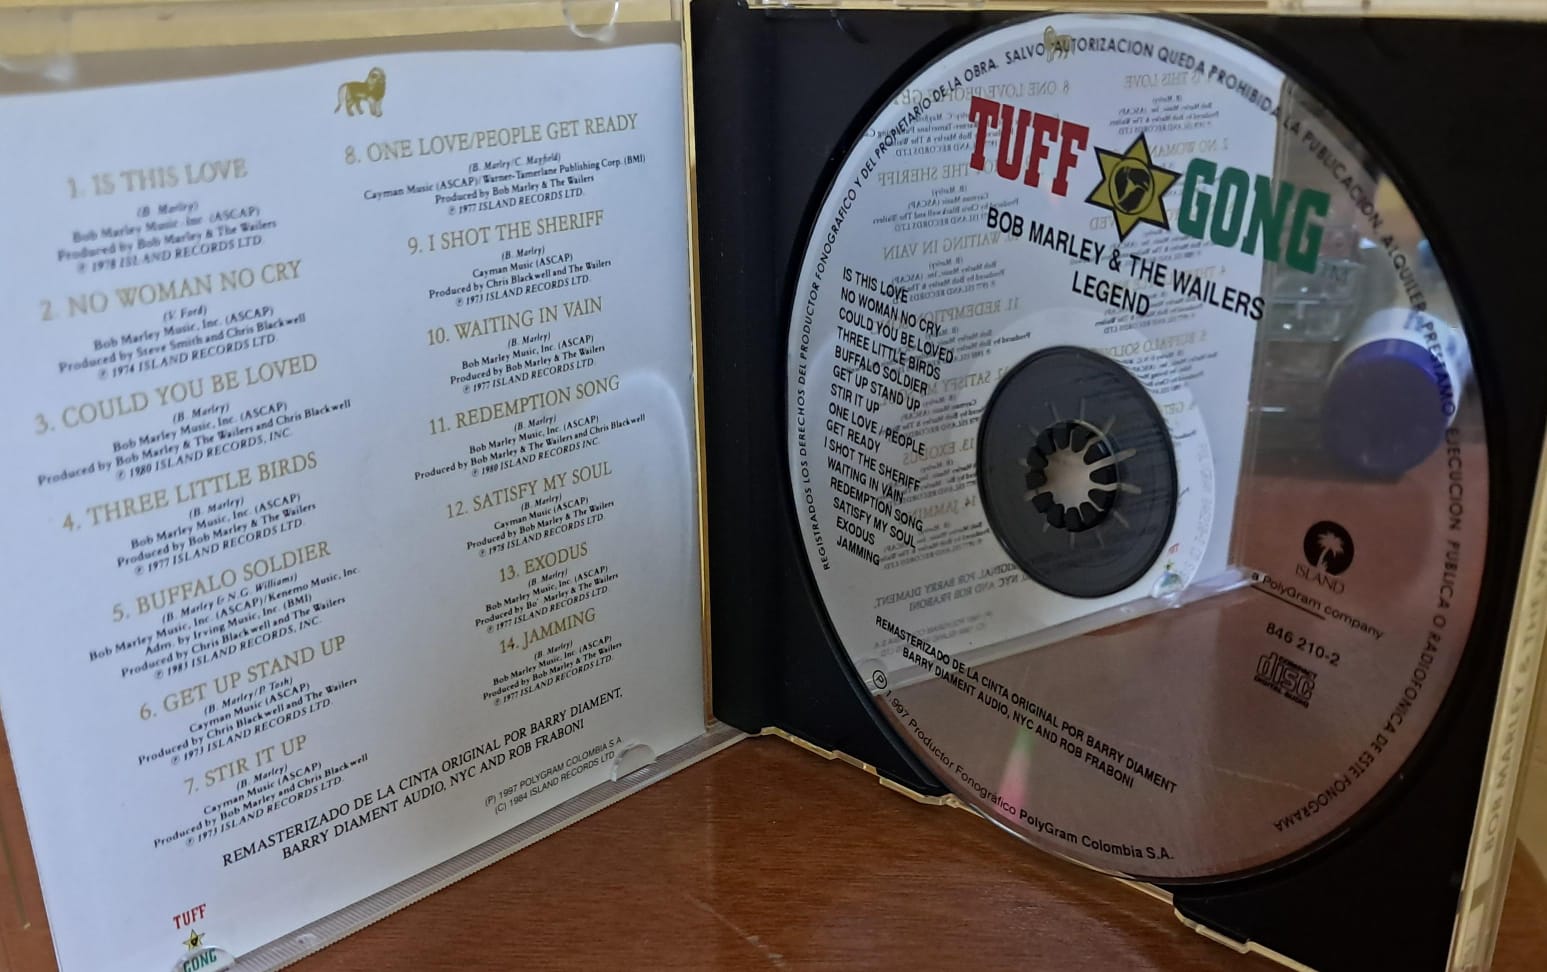 1. IS THIS LOVE
(B. Marley)
Bob Marley Music Inc. (ASCAP)
Produced by Bob Marley & The Wailers
℗ 1978 ISLAND RECORDS LTD.
2. NO WOMAN NO CRY
(V. Ford)
Bob Marley Music, Inc. (ASCAP)
Produced by Steve Smith and Chris Blackwell
℗ 1974 ISLAND RECORDS LTD.
3. COULD YOU BE LOVED
(B. Marley)
Bob Marley Music, Inc. (ASCAP)
Produced by Bob Marley & The Wailers and Chris Blackwell
℗ 1980 ISLAND RECORDS, INC.
4. THREE LITTLE BIRDS
(B. Marley)
Bob Marley Music, Inc. (ASCAP)
Produced by Bob Marley & The Wailers
℗ 1977 ISLAND RECORDS LTD.
5. BUFFALO SOLDIER
(B. Marley & N.G. Williams)
Bob Marley Music, Inc. (ASCAP)/Kenemo Music, Inc.
Adm. by Irving Music, Inc. (BMI)
Produced by Chris Blackwell and The Wailers
℗ 1983 ISLAND RECORDS, INC.
6. GET UP STAND UP
(B. Marley/P. Tosh)
Cayman Music (ASCAP)
Produced by Chris Blackwell and The Wailers
℗ 1973 ISLAND RECORDS LTD.
7. STIR IT UP
(B. Marley)
Cayman Music (ASCAP)
Produced by Bob Marley and Chris Blackwell
℗ 1973 ISLAND RECORDS LTD.
8. ONE LOVE/PEOPLE GET READY
(B. Marley/C. Mayfield)
Cayman Music (ASCAP)/Warner-Tamerlane Publishing Corp. (BMI)
Produced by Bob Marley & The Wailers
℗ 1977 ISLAND RECORDS LTD.
9. I SHOT THE SHERIFF
(B. Marley)
Cayman Music (ASCAP)
Produced by Chris Blackwell and The Wailers
℗ 1973 ISLAND RECORDS LTD.
10. WAITING IN VAIN
(B. Marley)
Bob Marley Music, Inc. (ASCAP)
Produced by Bob Marley & The Wailers
℗ 1977 ISLAND RECORDS LTD.
11. REDEMPTION SONG
(B. Marley)
Bob Marley Music, Inc. (ASCAP)
Produced by Bob Marley & The Wailers and Chris Blackwell
℗ 1980 ISLAND RECORDS INC.
12. SATISFY MY SOUL
(B. Marley)
Cayman Music (ASCAP)
Produced by Bob Marley & The Wailers
℗ 1978 ISLAND RECORDS LTD.
13. EXODUS
(B. Marley)
Bob Marley Music, Inc. (ASCAP)
Produced by Bo Marley & The Wailers
℗ 1977 ISLAND RECORDS LTD.
14. JAMMING
(B. Marley)
Bob Marley Music, Inc. (ASCAP)
Produced by Bob Marley & The Wailers
℗ 1977 ISLAND RECORDS LTD.
REMASTERIZADO DE LA CINTA ORIGINAL POR BARRY DIAMENT,
BARRY DIAMENT AUDIO, NYC AND ROB FRABONI
(P) 1997 POLYGRAM COLOMBIA S.A.
(C) 1984 ISLAND RECORDS LTD
TUFF
GONG
REGISTRADOS LOS DERECHOS DEL PRODUCTOR FONOGRAFICO Y DEL PROPIETARIO DE LA OBRA. SALVO AUTORIZACION QUEDA PROHIBIDA LA PUBLICACION, ALQUILER, PRESTAMO EJECUCION PUBLICA O RADIOFONICA DE ESTE FONOGRAMA
TUFF GONG
BOB MARLEY & THE WAILERS
LEGEND
IS THIS LOVE
NO WOMAN NO CRY
COULD YOU BE LOVED
THREE LITTLE BIRDS
BUFFALO SOLDIER
GET UP STAND UP
STIR IT UP
ONE LOVE / PEOPLE
GET READY
I SHOT THE SHERIFF
WAITING IN VAIN
REDEMPTION SONG
SATISFY MY SOUL
EXODUS
JAMMING
ISLAND
a PolyGram company
846 210-2
COMPACT
disc
DIGITAL AUDIO
REMASTERIZADO DE LA CINTA ORIGINAL POR BARRY DIAMENT
BARRY DIAMENT AUDIO, NYC AND ROB FRABONI
℗ 1.997 Productor Fonográfico PolyGram Colombia S.A.
BOB MARLEY & THE WA